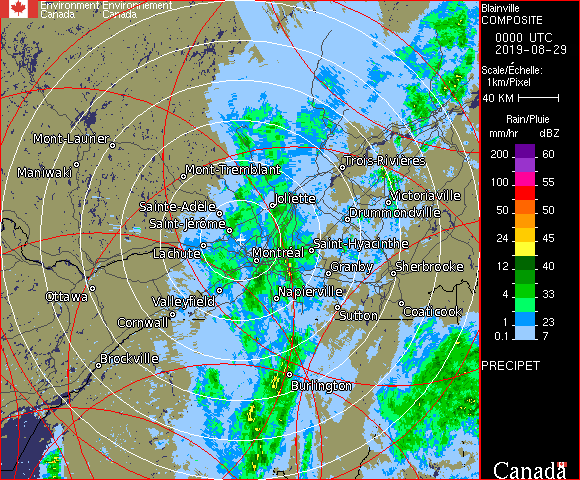 Environment Environnement
Canada Canada
Blainville
COMPOSITE
0000 UTC
2019-08-29
Scale/Échelle:
1km/Pixel
40 KM
Rain/Pluie
mm/hr dBZ
200 60
100 55
50 50
24 45
12 40
4 33
1 23
0.1 7
PRECIPET
Canada
Mont-Laurier
Maniwaki
Mont-Tremblant
Trois-Rivières
Sainte-Adèle
Joliette
Victoriaville
Saint-Jérôme
Drummondville
Lachute
Montréal
Saint-Hyacinthe
Granby
Sherbrooke
Ottawa
Valleyfield
Napierville
Cornwall
Sutton
Coaticook
Brockville
Burlington